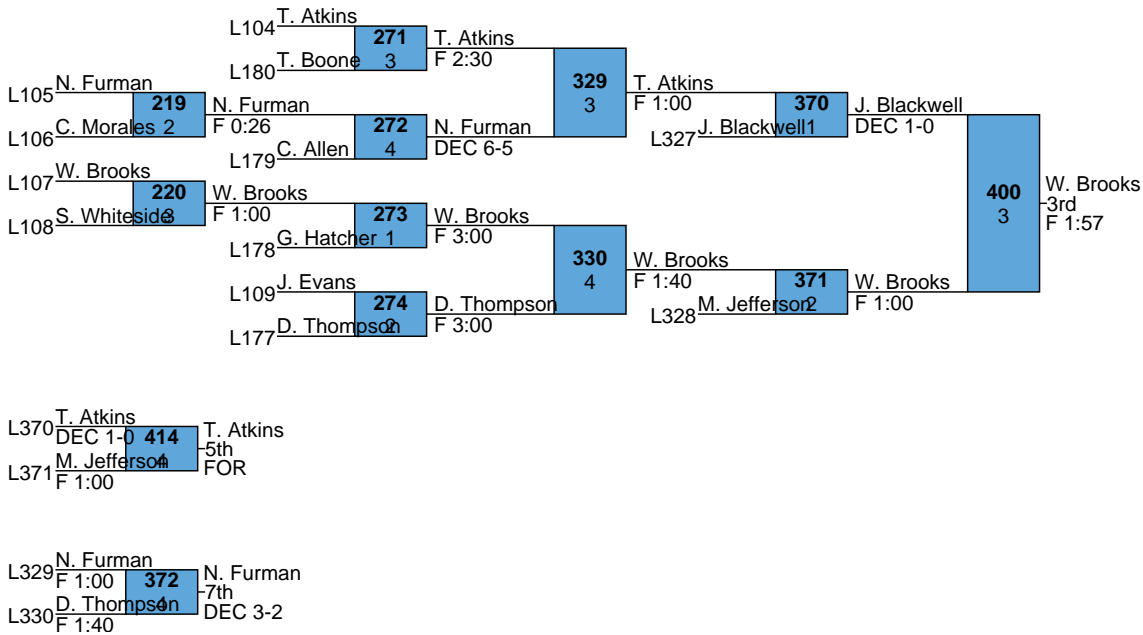 T. Atkins
L104
271
T. Atkins
T. Boone
3
F 2:30
L180
329
T. Atkins
3
F 1:00
N. Furman
L105
219
N. Furman
C. Morales
2
F 0:26
L106
272
N. Furman
C. Allen
4
DEC 6-5
L179
370
J. Blackwell
J. Blackwell
1
DEC 1-0
L327
W. Brooks
L107
220
W. Brooks
S. Whiteside
3
F 1:00
L108
273
W. Brooks
G. Hatcher
1
F 3:00
L178
400
W. Brooks
3
3rd
F 1:57
330
W. Brooks
4
F 1:40
J. Evans
L109
274
D. Thompson
D. Thompson
2
F 3:00
L177
371
W. Brooks
M. Jefferson
2
F 1:00
L328
T. Atkins
L370
DEC 1-0
414
T. Atkins
M. Jefferson
4
5th
L371
F 1:00
FOR
N. Furman
L329
F 1:00
372
N. Furman
D. Thompson
4
7th
L330
F 1:40
DEC 3-2